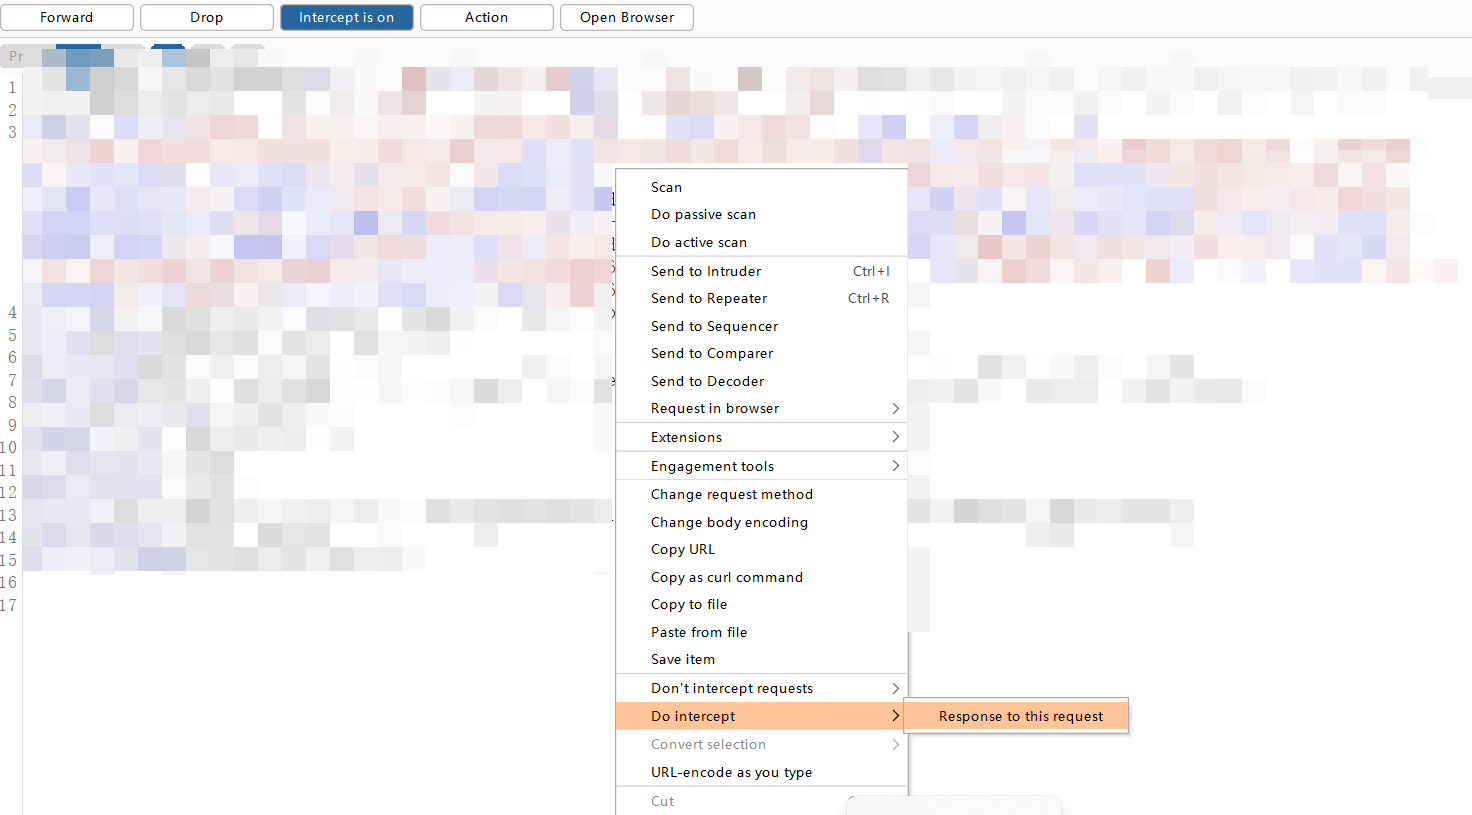 Forward Drop Intercept is on Action Open Browser
Pr
1
2
3
4
5
6
7
8
9
10
11
12
13
14
15
16
17
Scan
Do passive scan
Do active scan
Send to Intruder Ctrl+I
Send to Repeater Ctrl+R
Send to Sequencer
Send to Comparer
Send to Decoder
Request in browser
Extensions
Engagement tools
Change request method
Change body encoding
Copy URL
Copy as curl command
Copy to file
Paste from file
Save item
Don't intercept requests
Do intercept Response to this request
Convert selection
URL-encode as you type
Cut